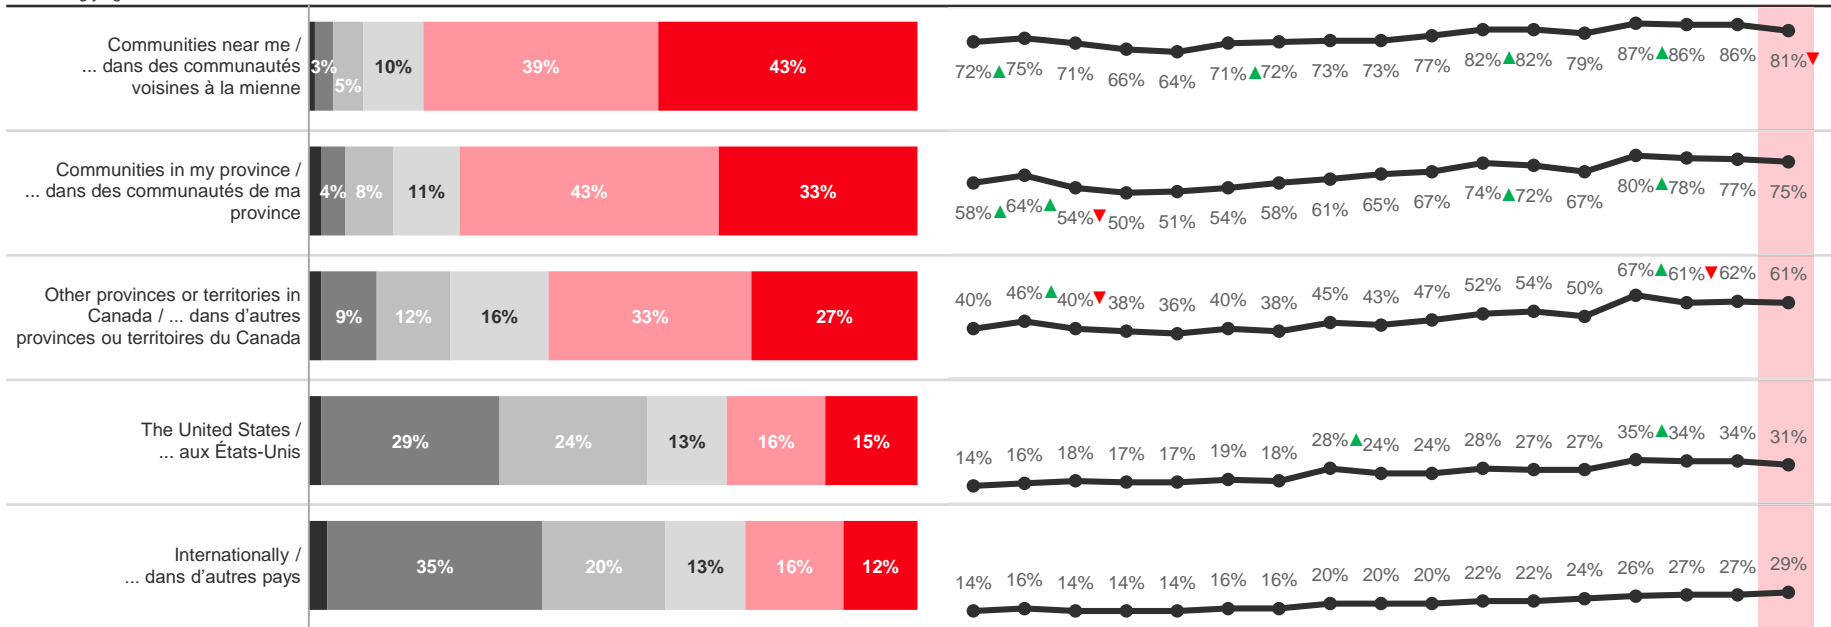 Communities near me /
... dans des communautés
voisines à la mienne
3%
5%
10%
39%
43%
72%▲75% 71% 66% 64% 71%▲72% 73% 73% 77% 82%▲82% 79% 87%▲86% 86% 81%▼
Communities in my province /
... dans des communautés de ma
province
4% 8% 11% 43% 33%
58%▲64%▲54%▼50% 51% 54% 58% 61% 65% 67% 74%▲72% 67% 80%▲78% 77% 75%
Other provinces or territories in
Canada / ... dans d'autres
provinces ou territoires du Canada
9% 12% 16% 33% 27%
40% 46%▲40%▼38% 36% 40% 38% 45% 43% 47% 52% 54% 50% 67%▲61%▼62% 61%
The United States /
... aux États-Unis
29% 24% 13% 16% 15%
14% 16% 18% 17% 17% 19% 18% 28%▲24% 24% 28% 27% 27% 35%▲34% 34% 31%
Internationally /
... dans d'autres pays
35% 20% 13% 16% 12%
14% 16% 14% 14% 14% 16% 16% 20% 20% 20% 22% 22% 24% 26% 27% 27% 29%